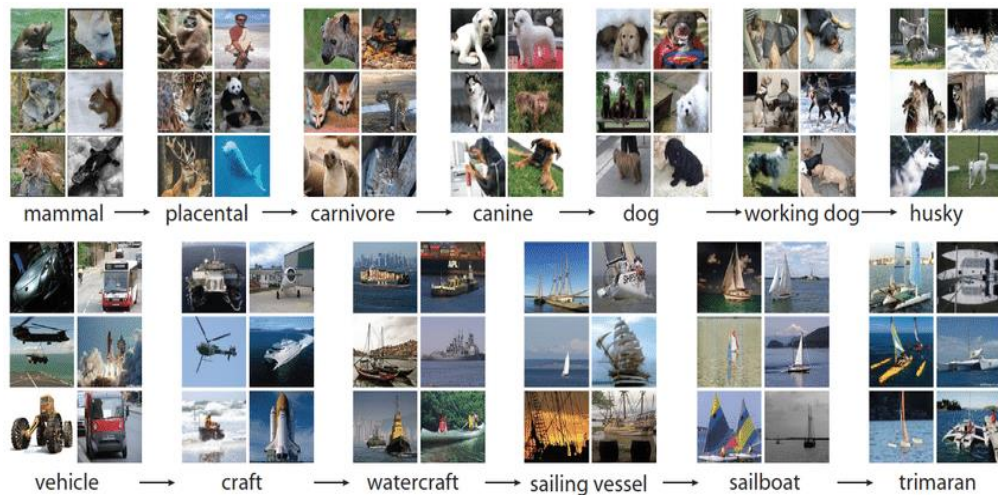 mammal → placental → carnivore → canine → dog → working dog → husky
vehicle → craft → watercraft → sailing vessel → sailboat → trimaran